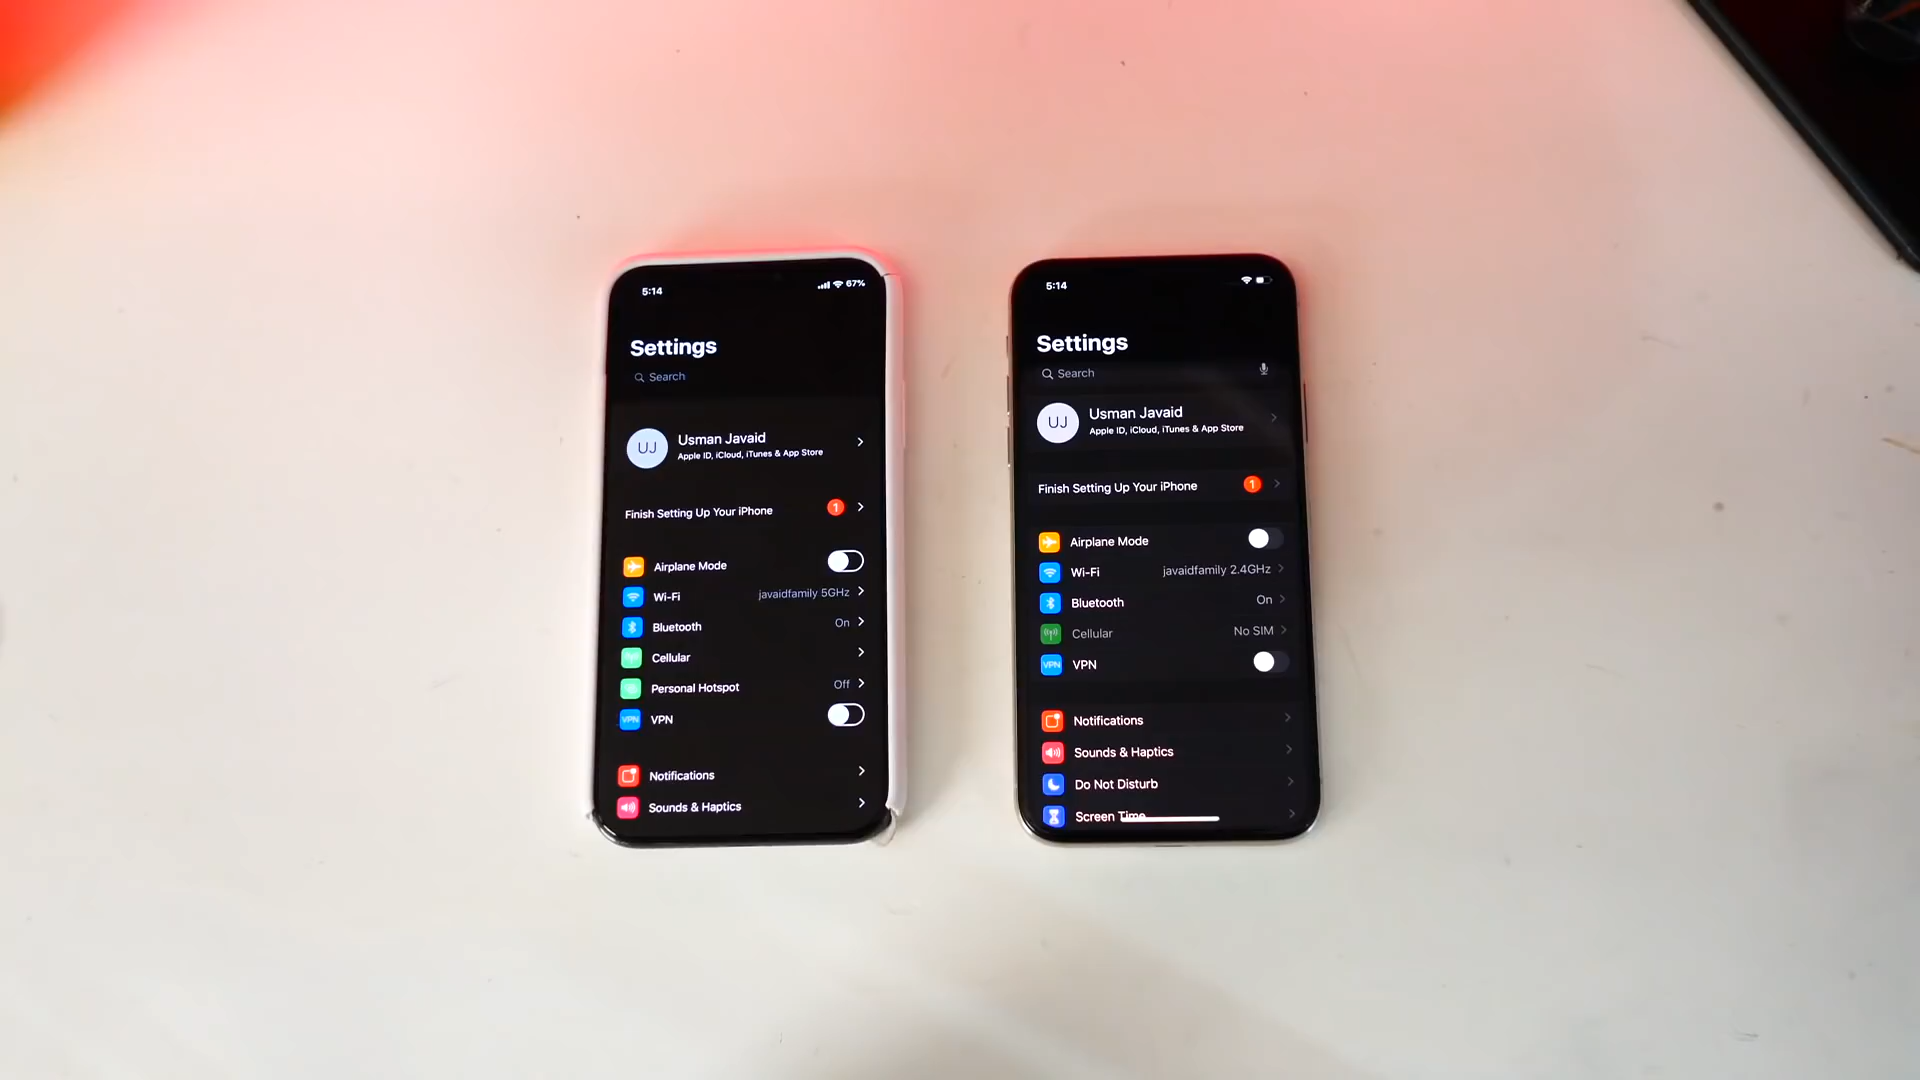 5:14
67%
Settings
Search
UJ
Usman Javaid
Apple ID, iCloud, iTunes & App Store
Finish Setting Up Your iPhone 1
Airplane Mode
Wi-Fi javaidfamily 5GHz
Bluetooth On
Cellular
Personal Hotspot Off
VPN VPN
Notifications
Sounds & Haptics
5:14
Settings
Search
UJ
Usman Javaid
Apple ID, iCloud, iTunes & App Store
Finish Setting Up Your iPhone 1
Airplane Mode
Wi-Fi javaidfamily 2.4GHz
Bluetooth On
Cellular No SIM
VPN VPN
Notifications
Sounds & Haptics
Do Not Disturb
Screen Time